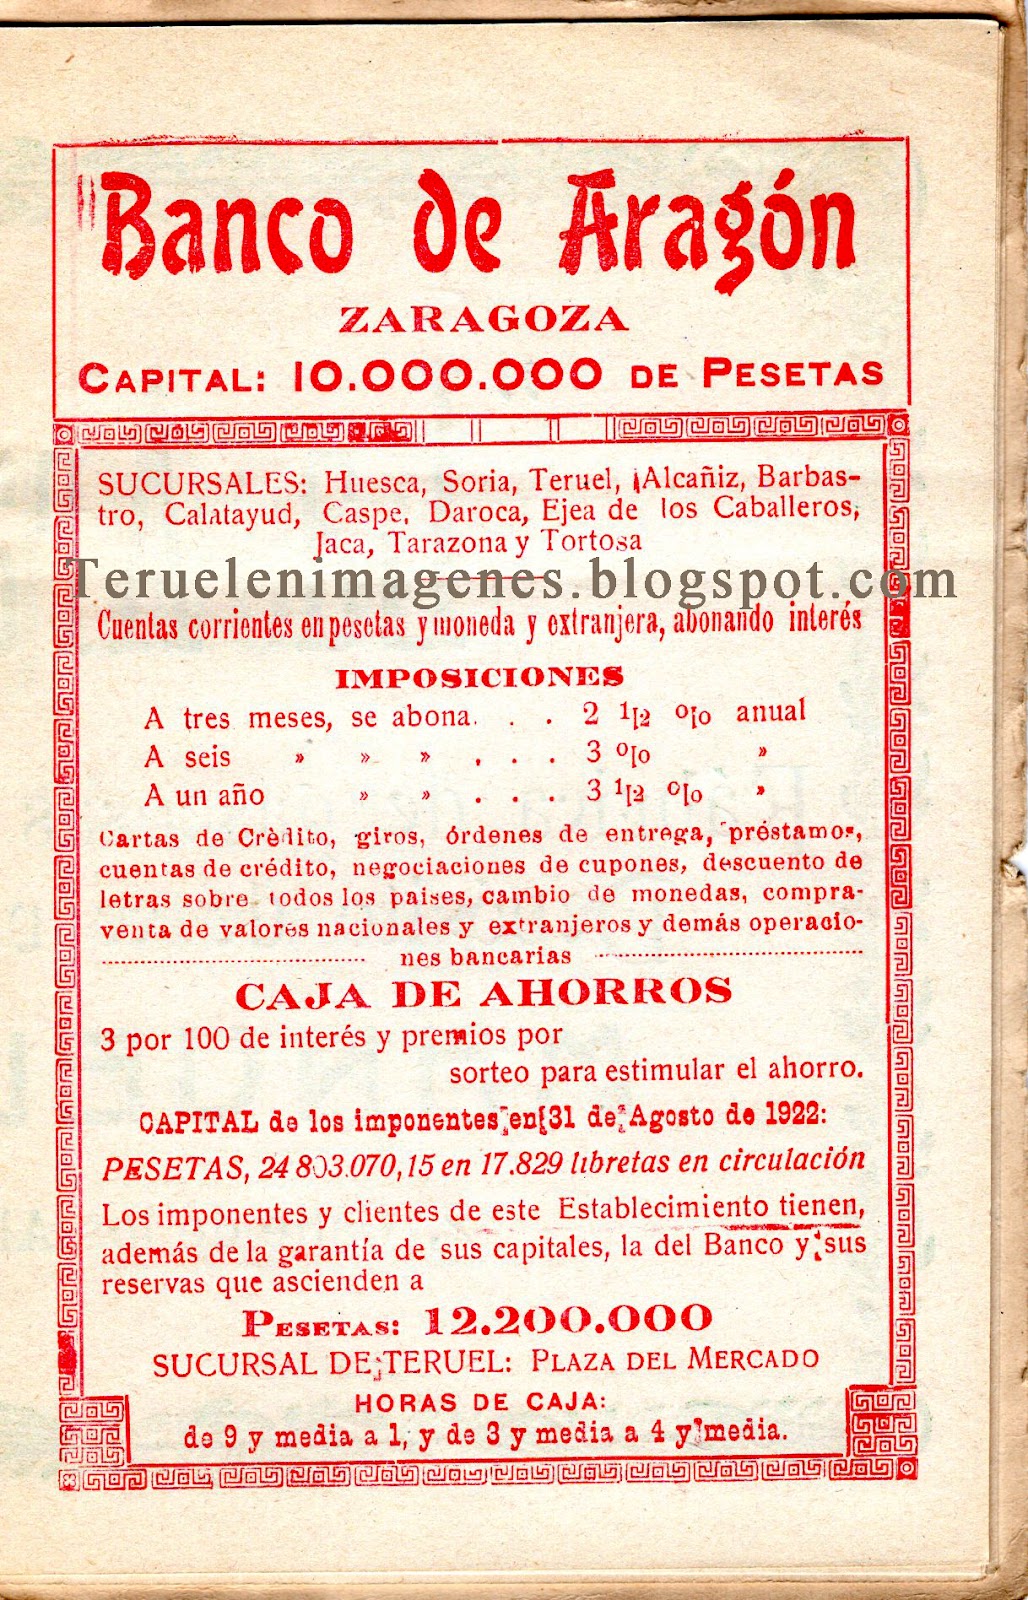 Banco de Aragón
ZARAGOZA
CAPITAL: 10.000.000 DE PESETAS
SUCURSALES: Huesca, Soria, Teruel, ¡Alcañiz, Barbas-
tro, Calatayud, Caspe, Daroca, Ejea de los Caballeros,
Jaca, Tarazona y Tortosa
Teruelenimagenes.blogspot.com
Cuentas corrientes en pesetas y moneda y extranjera, abonando interés
IMPOSICIONES
A tres meses, se abona. . . 2 1/2 o/o anual
A seis » » » . . . 3 o/o »
A un año » » . . . 3 1/2 o/o »
Cartas de Crèdito, giros, órdenes de entrega, préstamos,
cuentas de crédito, negociaciones de cupones, descuento de
letras sobre todos los paises, cambio de monedas, compra-
venta de valores nacionales y extranjeros y demás operacio-
nes bancarias
CAJA DE AHORROS
3 por 100 de interés y premios por
sorteo para estimular el ahorro.
CAPITAL de los imponentes en 31 de Agosto de 1922:
PESETAS, 24 803.070,15 en 17.829 libretas en circulación
Los imponentes y clientes de este Establecimiento tienen,
además de la garantía de sus capitales, la del Banco y sus
reservas que ascienden a
PESETAS: 12.200.000
SUCURSAL DE TERUEL: PLAZA DEL MERCADO
HORAS DE CAJA:
de 9 y media a 1, y de 3 y media a 4 y media.